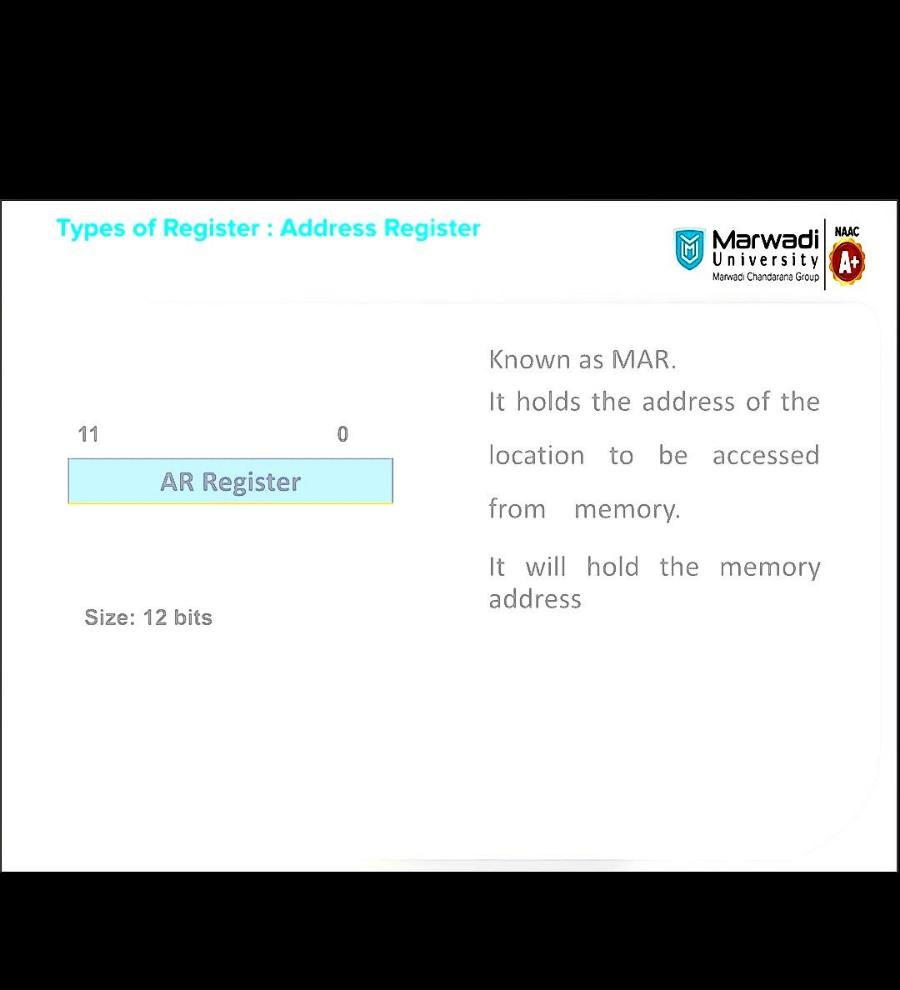 Types of Register : Address Register
Marwadi
University
Marwadi Chandarana Group
NAAC
A+
11 0
AR Register
Size: 12 bits
Known as MAR.
It holds the address of the
location to be accessed
from memory.
It will hold the memory
address